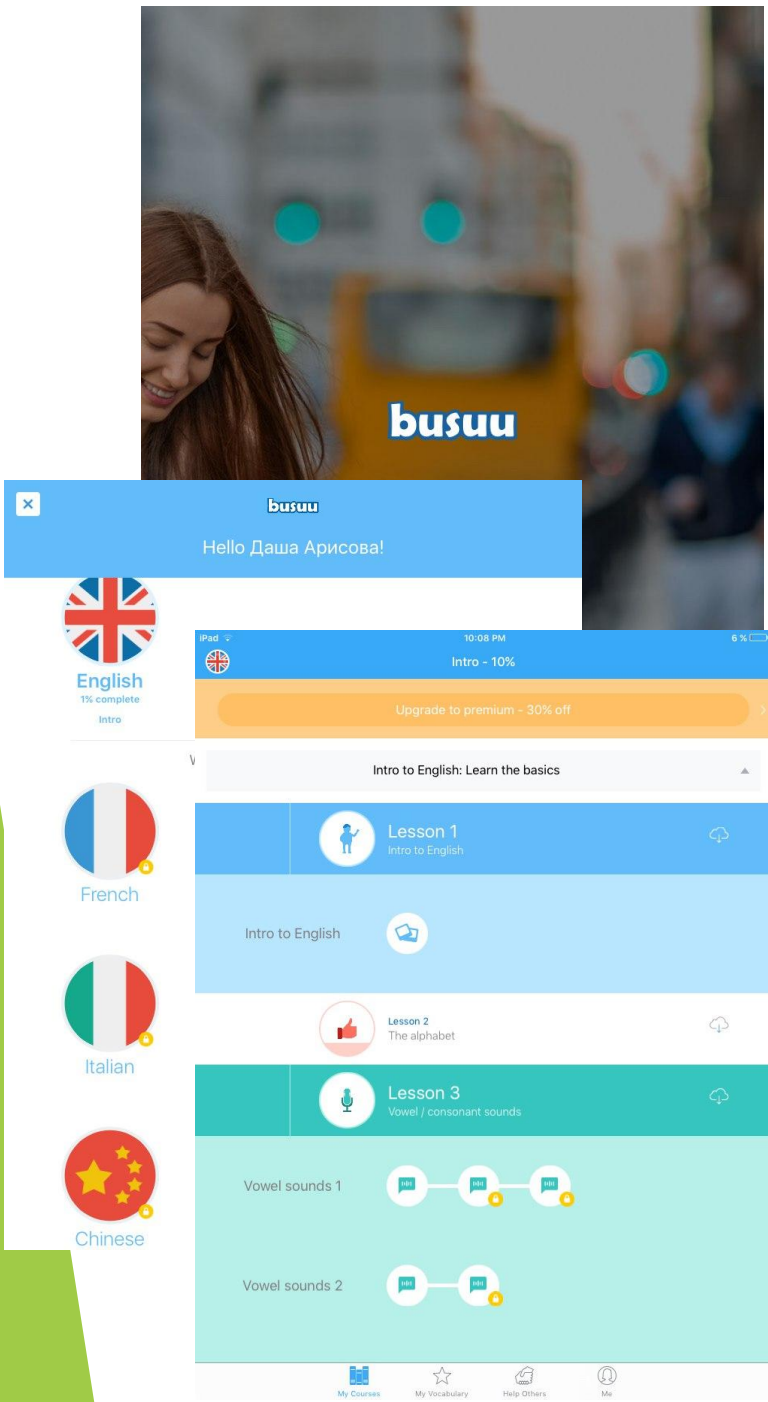 busuu
busuu
Hello Даша Арисова!
English
1% complete
Intro
French
Italian
Chinese
iPad
10:08 PM
6 %
Intro - 10%
Upgrade to premium - 30% off
Intro to English: Learn the basics
Lesson 1
Intro to English
Intro to English
Lesson 2
The alphabet
Lesson 3
Vowel / consonant sounds
Vowel sounds 1
Vowel sounds 2
My Courses
My Vocabulary
Help Others
Me